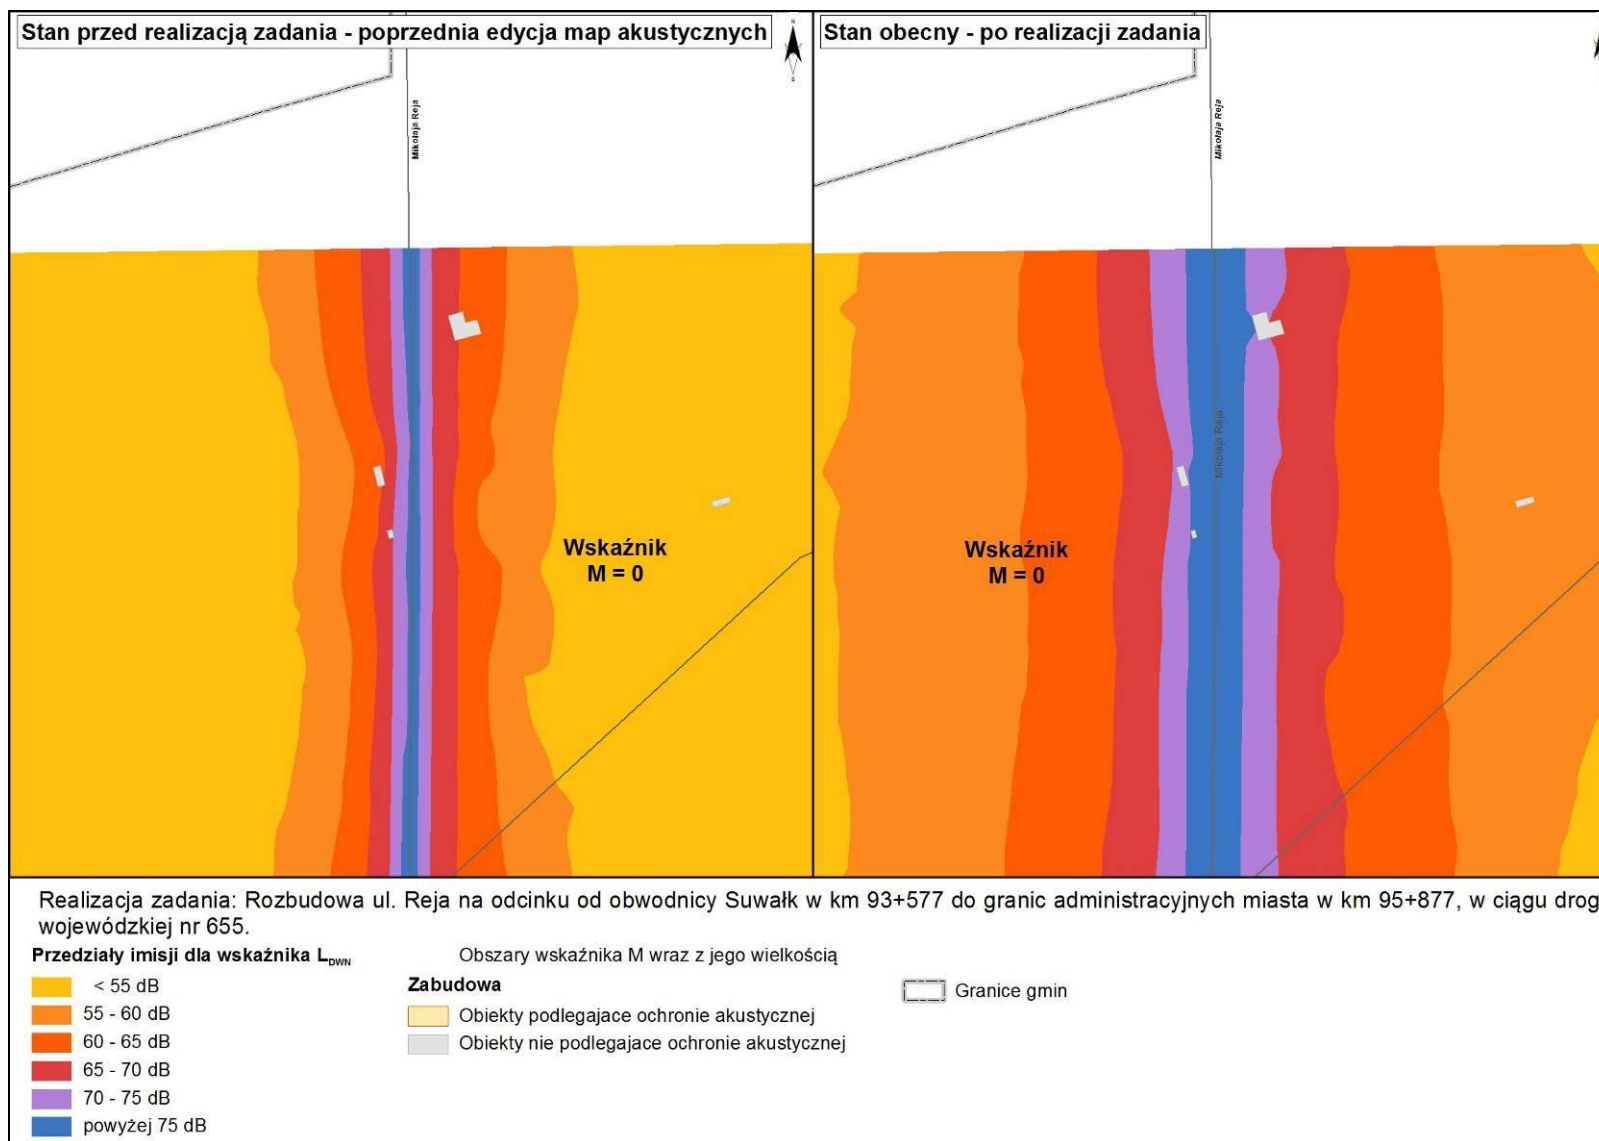 Stan przed realizacją zadania - poprzednia edycja map akustycznych
Stan obecny - po realizacji zadania
N
S
Mikołaja Reja
Mikołaja Reja
Mikołaja Reja
Wskaźnik
M = 0
Wskaźnik
M = 0
Realizacja zadania: Rozbudowa ul. Reja na odcinku od obwodnicy Suwałk w km 93+577 do granic administracyjnych miasta w km 95+877, w ciągu drog
wojewódzkiej nr 655.
Przedziały imisji dla wskaźnika LDWN
< 55 dB
55 - 60 dB
60 - 65 dB
65 - 70 dB
70 - 75 dB
powyżej 75 dB
Obszary wskaźnika M wraz z jego wielkością
Zabudowa
Obiekty podlegajace ochronie akustycznej
Obiekty nie podlegajace ochronie akustycznej
Granice gmin